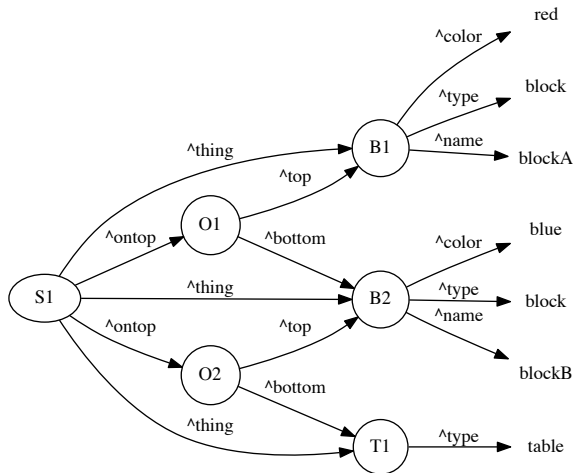 red
^color
^type
block
^name
blockA
B1
^thing
^top
^ontop
O1
^bottom
^color
blue
S1
^thing
B2
^type
block
^name
^ontop
^top
O2
^bottom
blockB
^thing
T1
^type
table